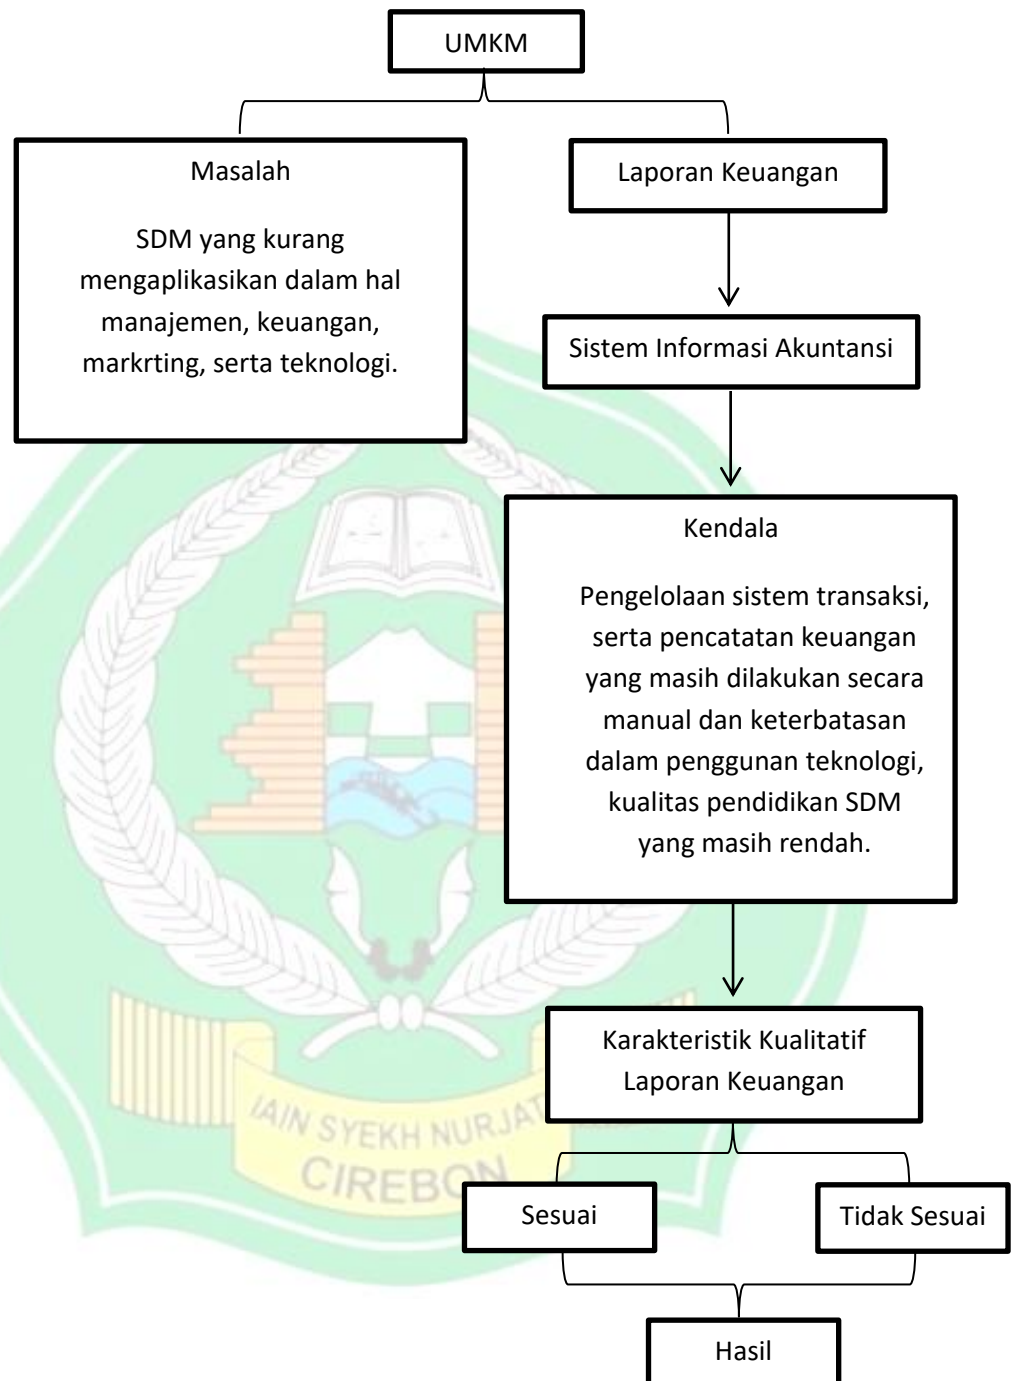 UMKM
Masalah
SDM yang kurang
mengaplikasikan dalam hal
manajemen, keuangan,
markrting, serta teknologi.
Laporan Keuangan
Sistem Informasi Akuntansi
Kendala
Pengelolaan sistem transaksi,
serta pencatatan keuangan
yang masih dilakukan secara
manual dan keterbatasan
dalam penggunan teknologi,
kualitas pendidikan SDM
yang masih rendah.
Karakteristik Kualitatif
Laporan Keuangan
IAIN SYEKH NURJAT
CIREBON
Sesuai
Tidak Sesuai
Hasil